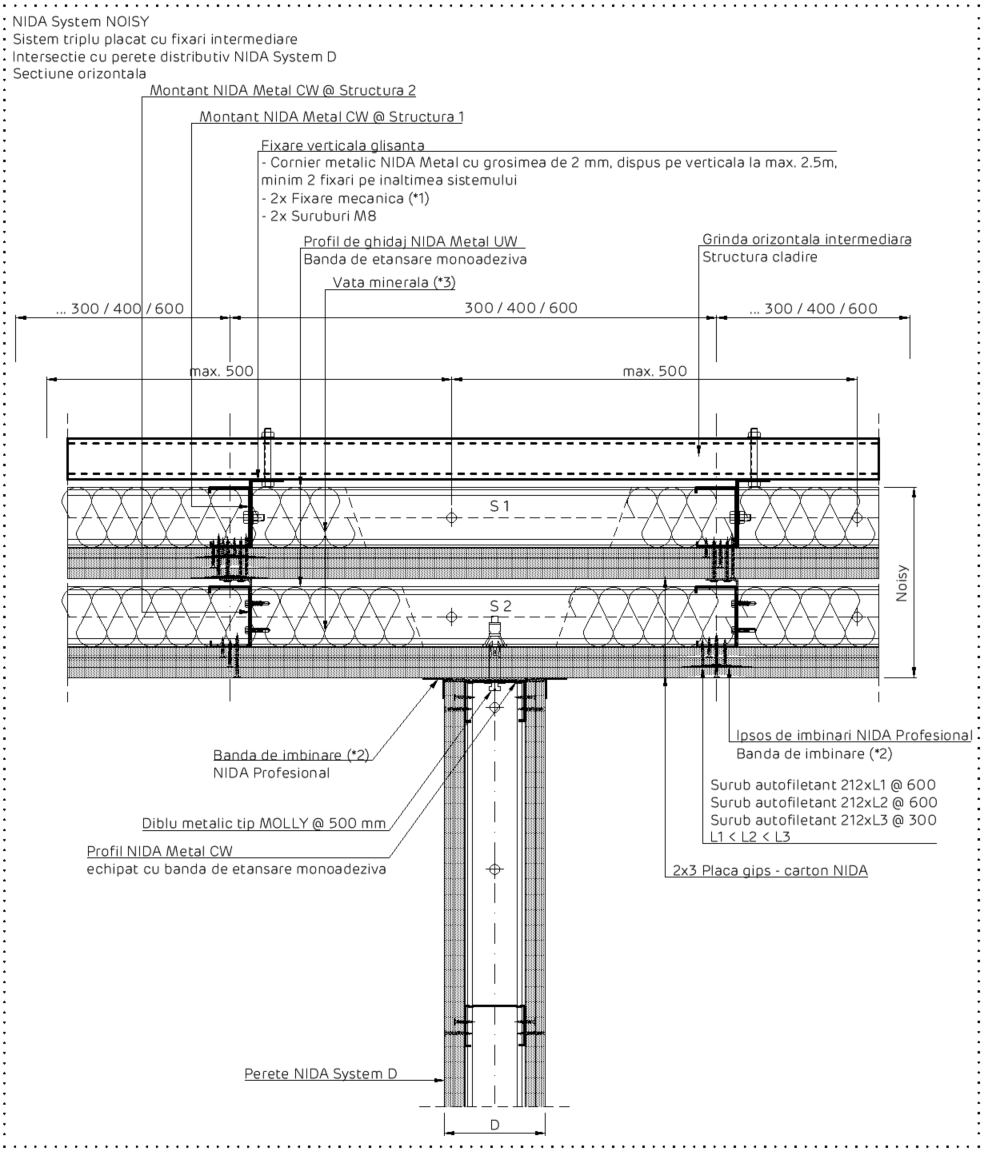 NIDA System NOISY
Sistem triplu placat cu fixari intermediare
Intersectie cu perete distributiv NIDA System D
Sectiune orizontala
Montant NIDA Metal CW @ Structura 2
Montant NIDA Metal CW @ Structura 1
Fixare verticala glisanta
- Cornier metalic NIDA Metal cu grosimea de 2 mm, dispus pe verticala la max. 2.5m,
minim 2 fixari pe inaltimea sistemului
- 2x Fixare mecanica (*1)
- 2x Suruburi M8
Profil de ghidaj NIDA Metal UW
Banda de etansare monoadeziva
Grinda orizontala intermediara
Structura cladire
Vata minerala (*3)
... 300 / 400 / 600
300 / 400 / 600
... 300 / 400 / 600
max. 500
max. 500
S 1
Noisy
S 2
Banda de imbinare (*2)
NIDA Profesional
Ipsos de imbinari NIDA Profesional
Banda de imbinare (*2)
Surub autofiletant 212xL1 @ 600
Surub autofiletant 212xL2 @ 600
Surub autofiletant 212xL3 @ 300
L1 < L2 < L3
Diblu metalic tip MOLLY @ 500 mm
Profil NIDA Metal CW
echipat cu banda de etansare monoadeziva
2x3 Placa gips - carton NIDA
Perete NIDA System D
D